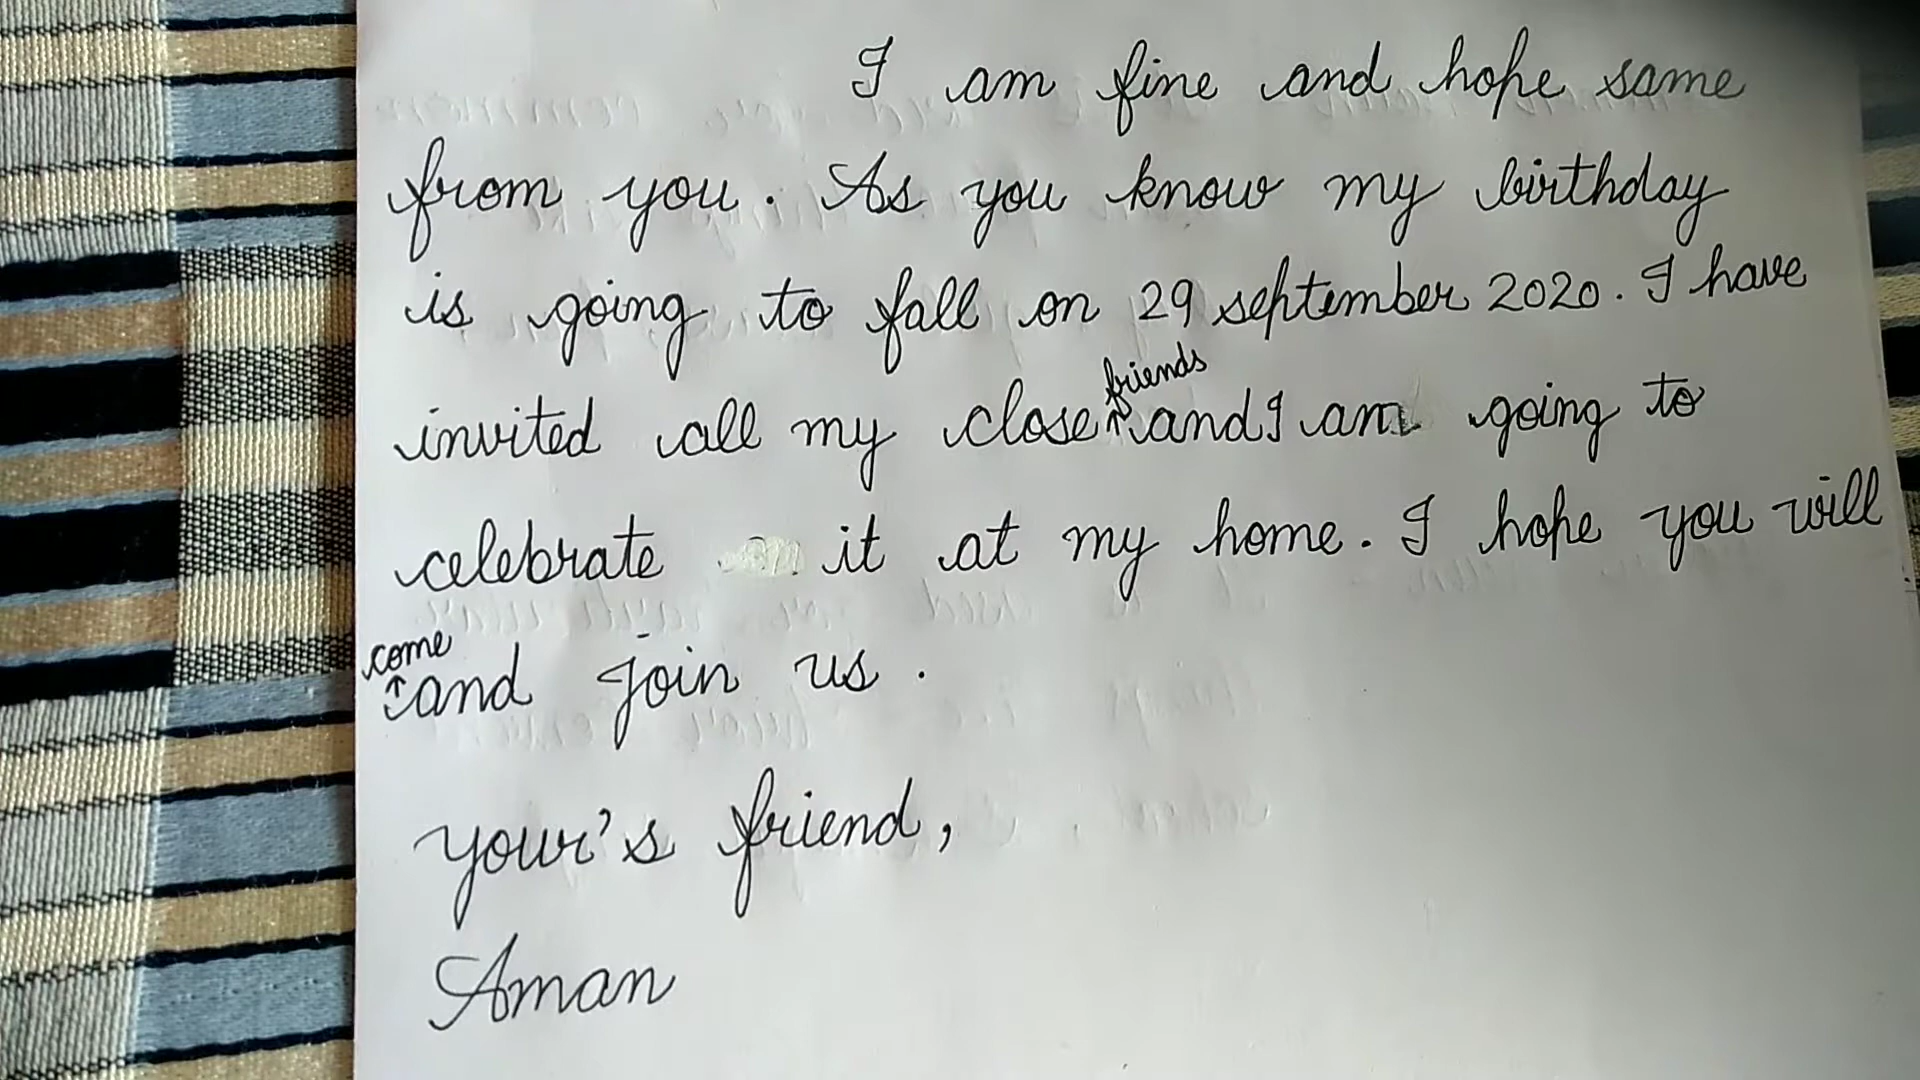 I am fine and hope same
from you. As you know my birthday
is going to fall on 29 september 2020. I have
invited all my close friends and I am going to
celebrate it at my home. I hope you will
come and join us.
your's friend,
Aman